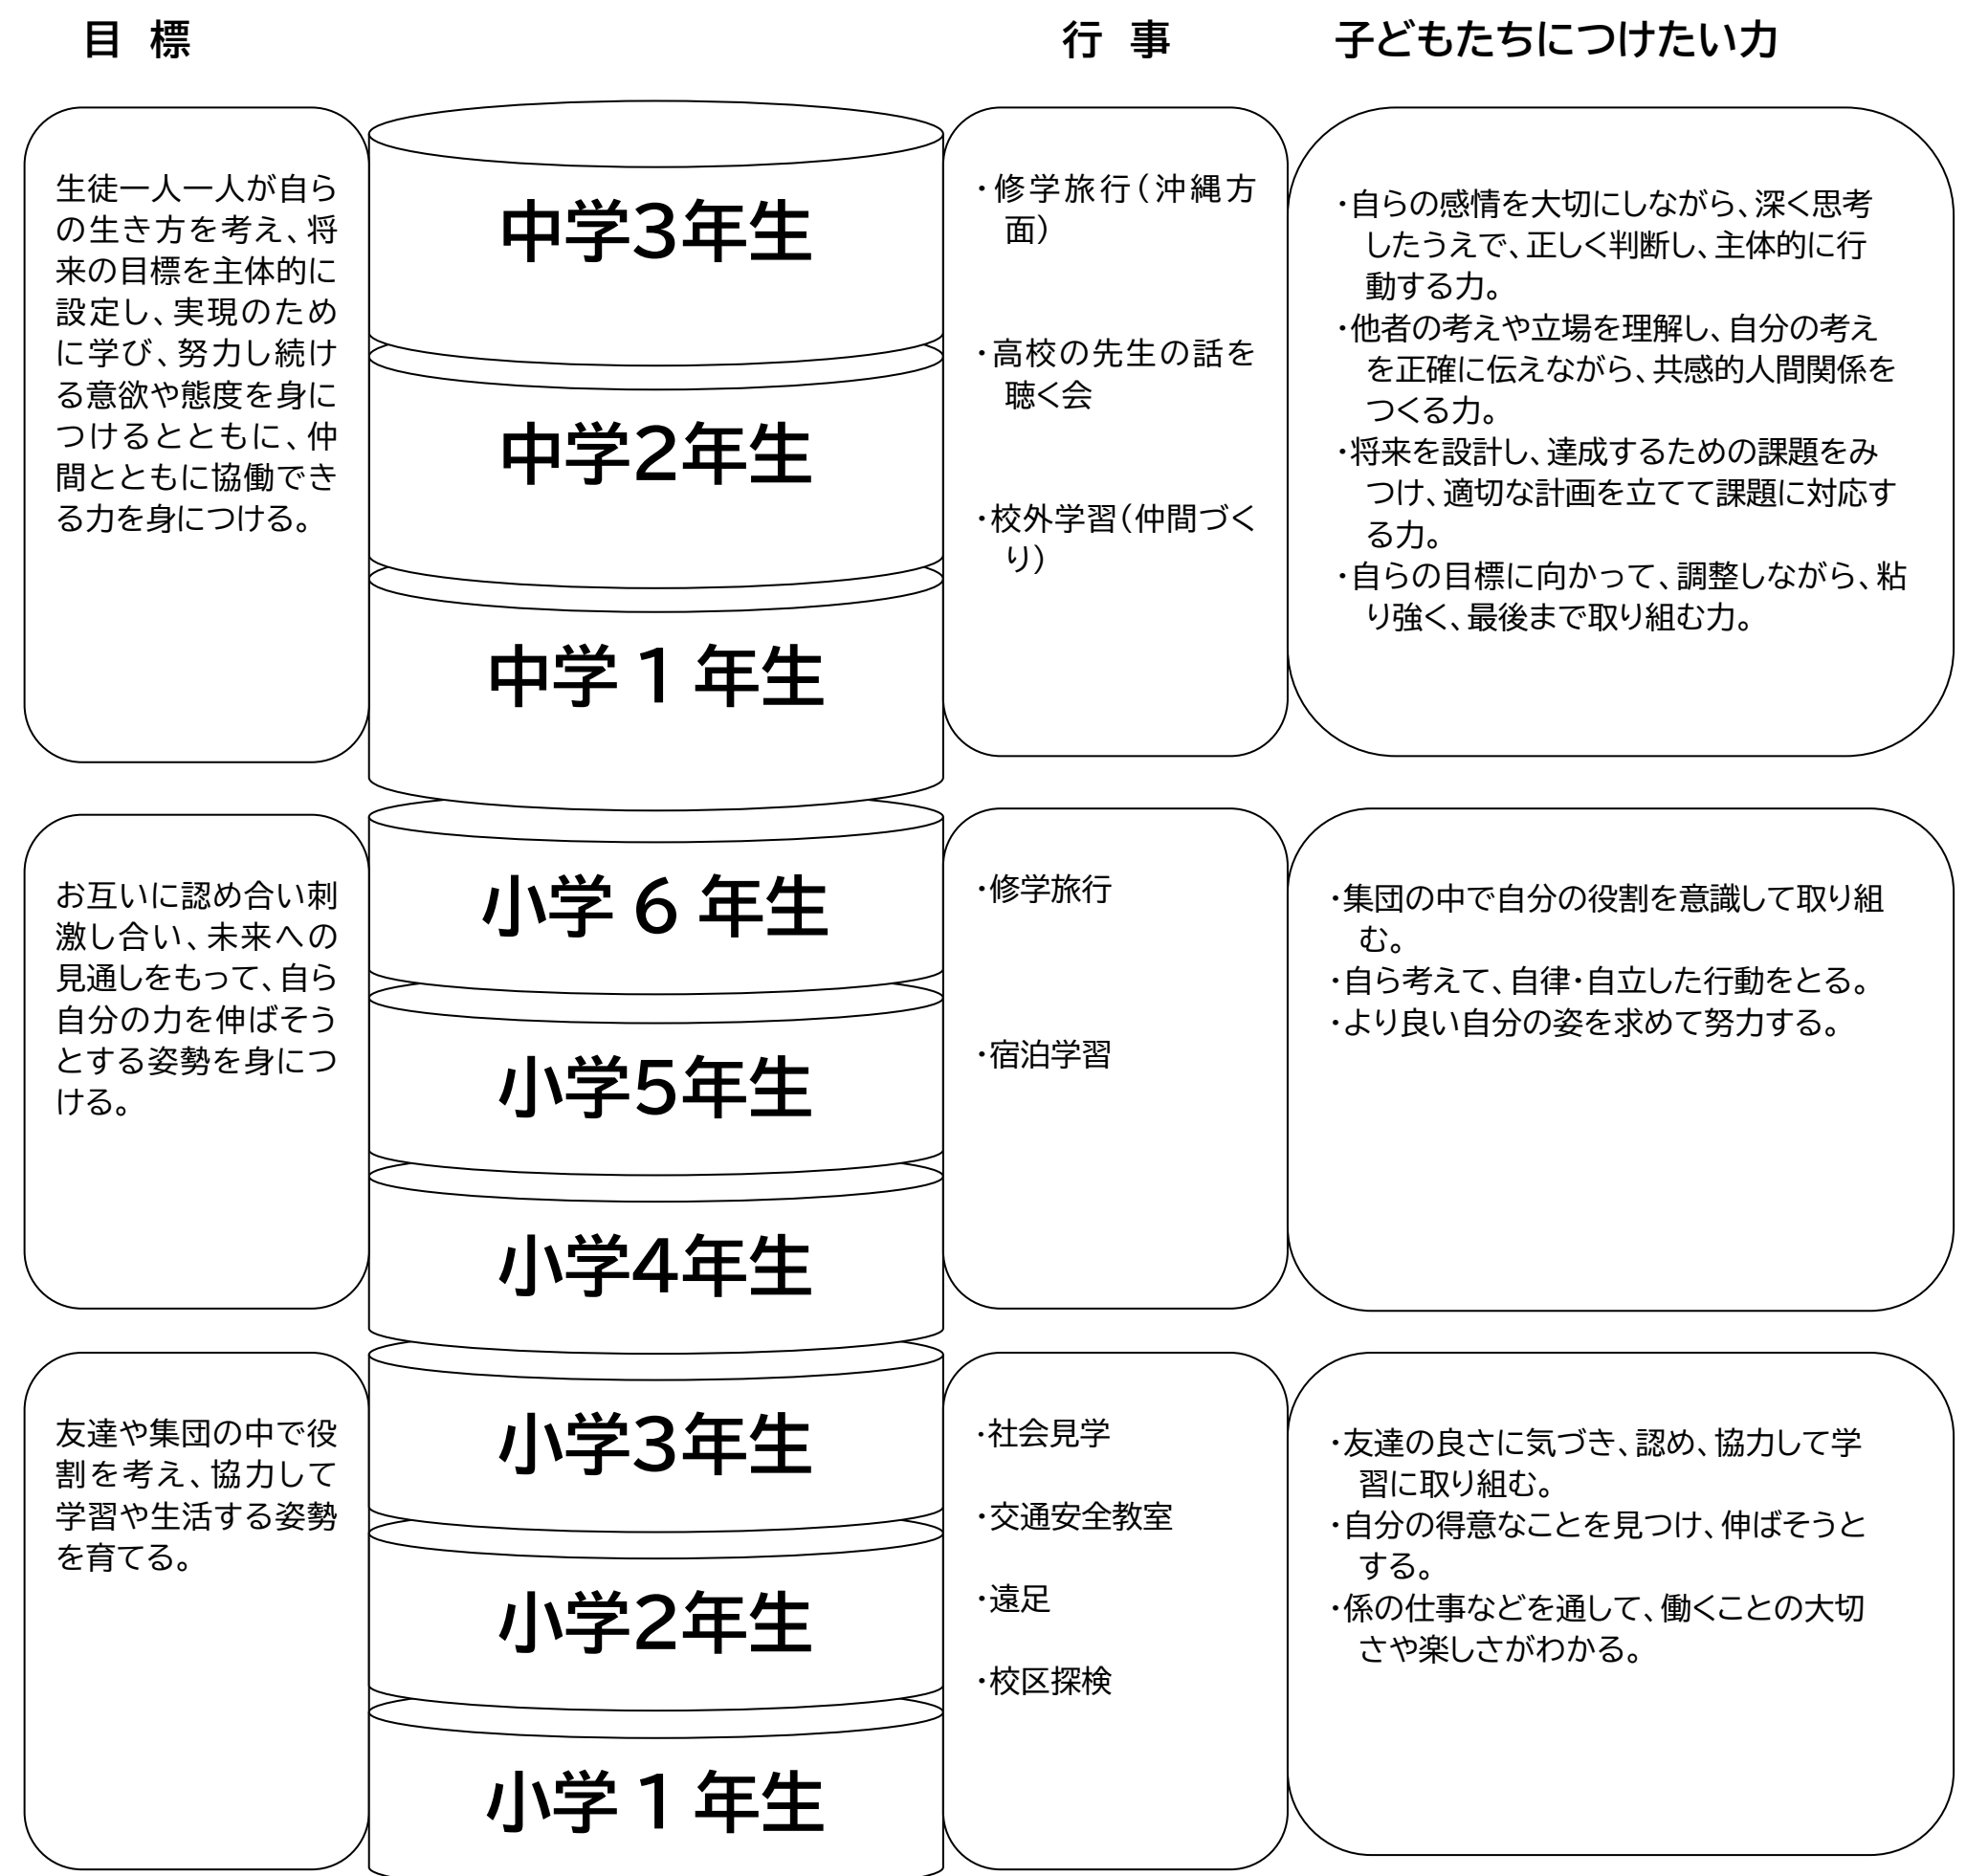 目 標
行 事
子どもたちにつけたい力
生徒一人一人が自ら
の生き方を考え、将
来の目標を主体的に
設定し、実現のため
に学び、努力し続け
る意欲や態度を身に
つけるとともに、仲
間とともに協働でき
る力を身につける。
中学3年生
中学2年生
中学1年生
・修学旅行(沖縄方
面)
・高校の先生の話を
聴く会
・校外学習(仲間づく
り)
・自らの感情を大切にしながら、深く思考
したうえで、正しく判断し、主体的に行
動する力。
・他者の考えや立場を理解し、自分の考え
を正確に伝えながら、共感的人間関係を
つくる力。
・将来を設計し、達成するための課題をみ
つけ、適切な計画を立てて課題に対応す
る力。
・自らの目標に向かって、調整しながら、粘
り強く、最後まで取り組む力。
お互いに認め合い刺
激し合い、未来への
見通しをもって、自ら
自分の力を伸ばそう
とする姿勢を身につ
ける。
小学6年生
小学5年生
小学4年生
・修学旅行
・宿泊学習
・集団の中で自分の役割を意識して取り組
む。
・自ら考えて、自律・自立した行動をとる。
・より良い自分の姿を求めて努力する。
友達や集団の中で役
割を考え、協力して
学習や生活する姿勢
を育てる。
小学3年生
小学2年生
小学1年生
・社会見学
・交通安全教室
・遠足
・校区探検
・友達の良さに気づき、認め、協力して学
習に取り組む。
・自分の得意なことを見つけ、伸ばそうと
する。
・係の仕事などを通して、働くことの大切
さや楽しさがわかる。